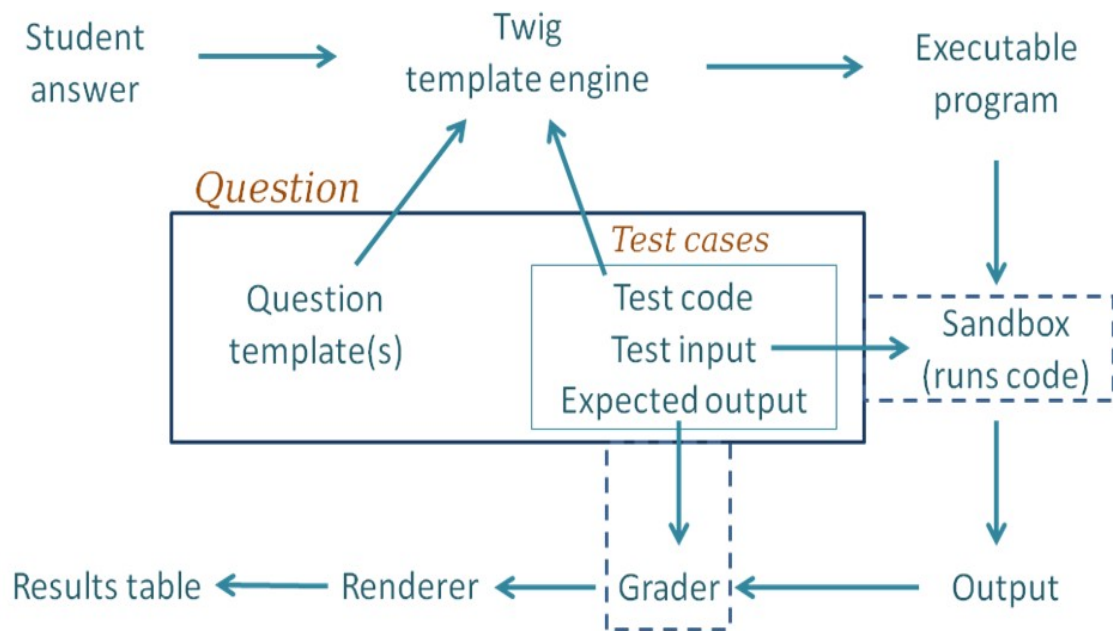 Student
answer
Twig
template engine
Executable
program
Question
Test cases
Question
template(s)
Test code
Test input
Expected output
Sandbox
(runs code)
Results table
Renderer
Grader
Output